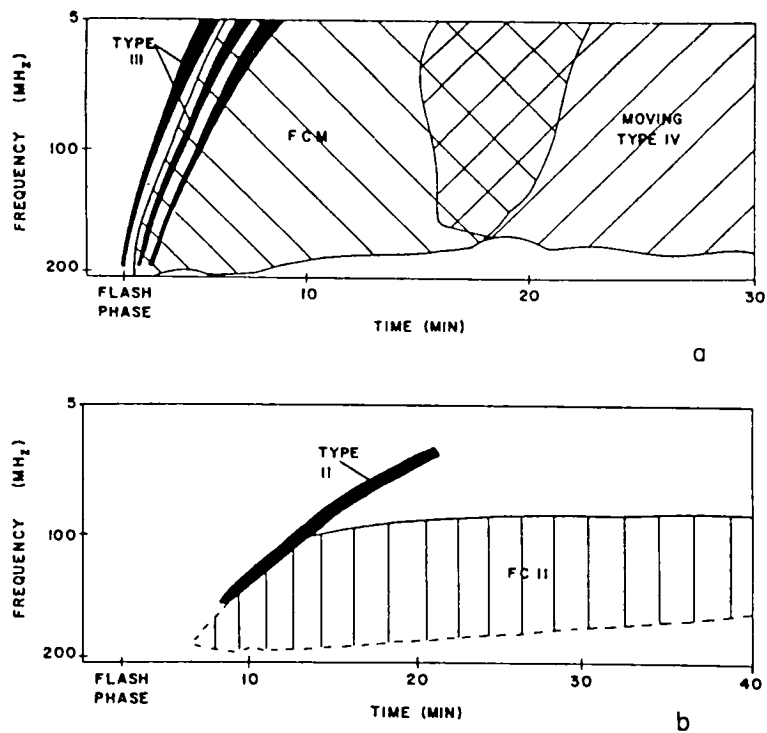 5
TYPE
III
100
FCM
MOVING
TYPE IV
200
FREQUENCY (MHz)
FLASH
PHASE
10
20
30
TIME (MIN)
a
5
TYPE
II
100
FC II
200
FREQUENCY (MHz)
FLASH
PHASE
10
20
30
40
TIME (MIN)
b